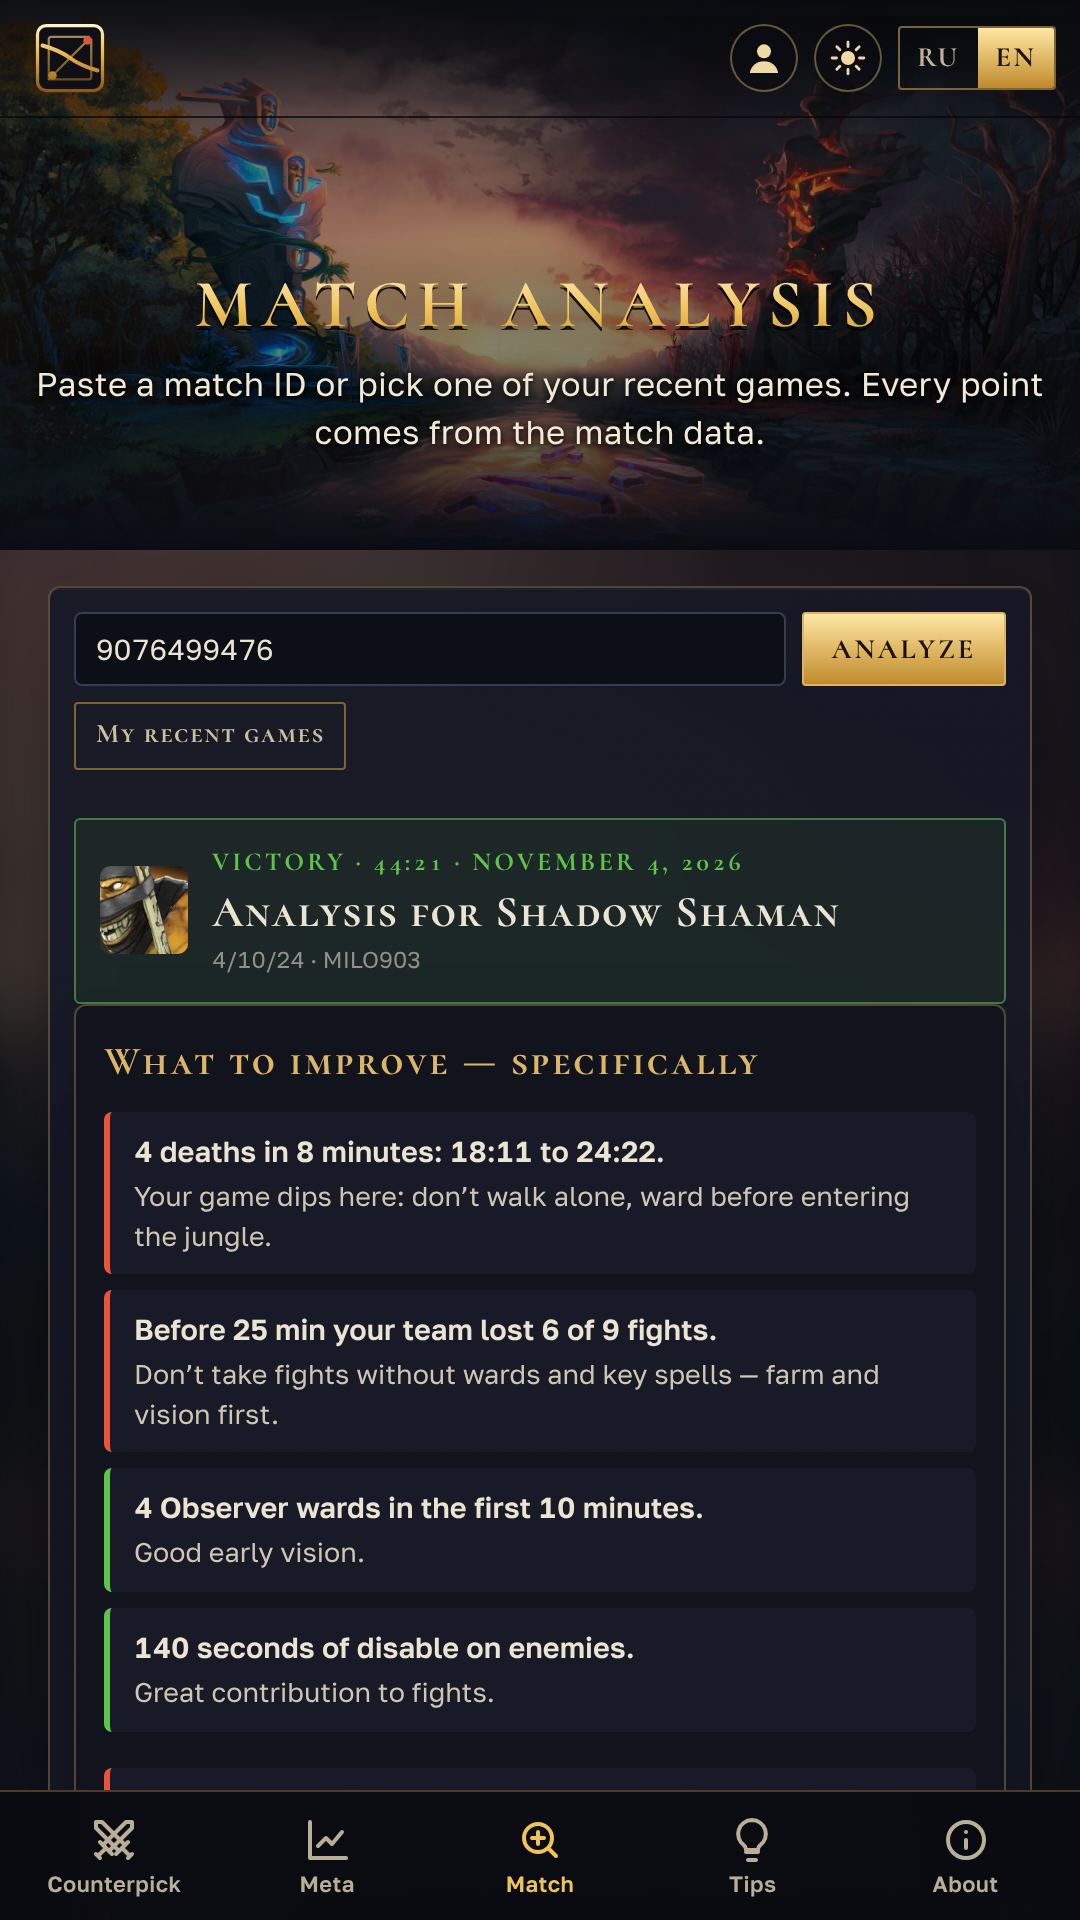 RU EN
MATCH ANALYSIS
Paste a match ID or pick one of your recent games. Every point
comes from the match data.
9076499476
ANALYZE
My recent games
VICTORY · 44:21 · NOVEMBER 4, 2026
Analysis for Shadow Shaman
4/10/24 · MILO903
What to improve — specifically
4 deaths in 8 minutes: 18:11 to 24:22.
Your game dips here: don’t walk alone, ward before entering
the jungle.
Before 25 min your team lost 6 of 9 fights.
Don’t take fights without wards and key spells — farm and
vision first.
4 Observer wards in the first 10 minutes.
Good early vision.
140 seconds of disable on enemies.
Great contribution to fights.
Counterpick Meta Match Tips About